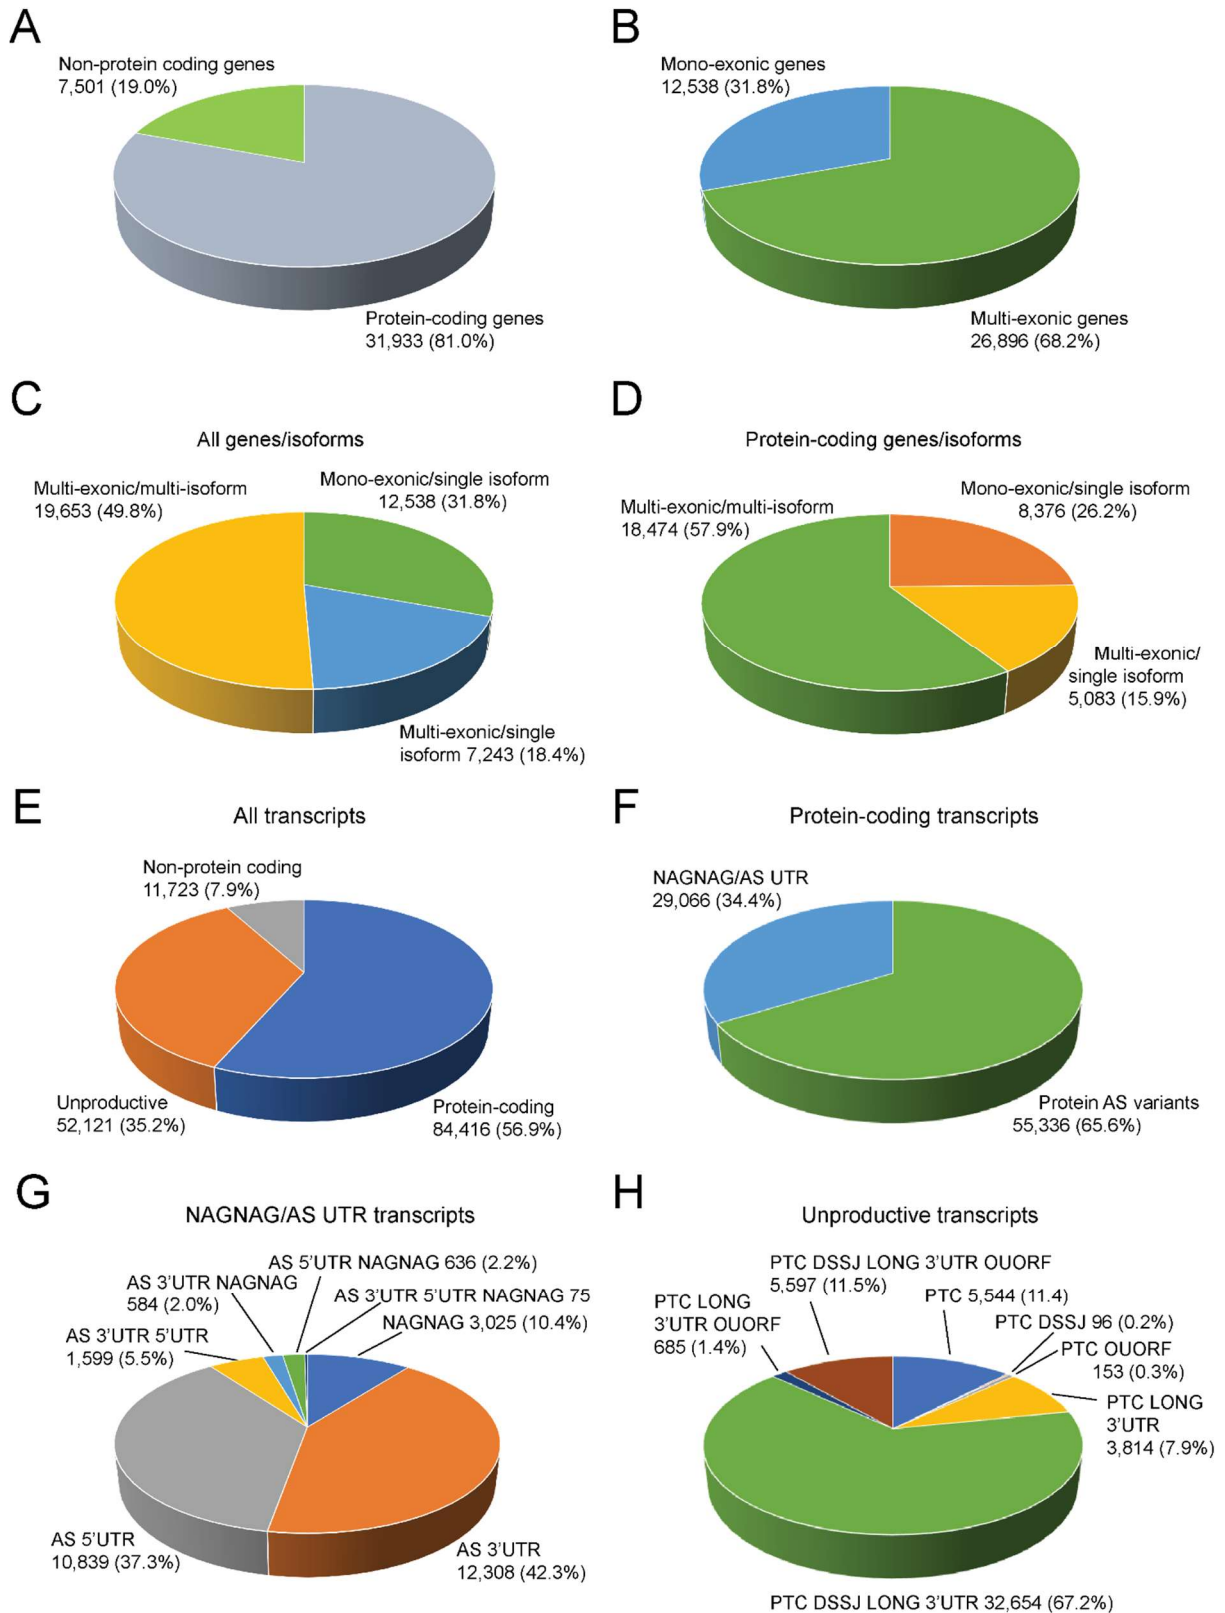 A
Non-protein coding genes
7,501 (19.0%)
Protein-coding genes
31,933 (81.0%)
B
Mono-exonic genes
12,538 (31.8%)
Multi-exonic genes
26,896 (68.2%)
C
All genes/isoforms
Multi-exonic/multi-isoform
19,653 (49.8%)
Mono-exonic/single isoform
12,538 (31.8%)
Multi-exonic/single
isoform 7,243 (18.4%)
D
Protein-coding genes/isoforms
Multi-exonic/multi-isoform
18,474 (57.9%)
Mono-exonic/single isoform
8,376 (26.2%)
Multi-exonic/
single isoform
5,083 (15.9%)
E
All transcripts
Non-protein coding
11,723 (7.9%)
Unproductive
52,121 (35.2%)
Protein-coding
84,416 (56.9%)
F
Protein-coding transcripts
NAGNAG/AS UTR
29,066 (34.4%)
Protein AS variants
55,336 (65.6%)
G
NAGNAG/AS UTR transcripts
AS 5’UTR NAGNAG 636 (2.2%)
AS 3’UTR NAGNAG
584 (2.0%)
AS 3’UTR 5’UTR NAGNAG 75
NAGNAG 3,025 (10.4%)
AS 3’UTR 5’UTR
1,599 (5.5%)
AS 5’UTR
10,839 (37.3%)
AS 3’UTR
12,308 (42.3%)
H
Unproductive transcripts
PTC DSSJ LONG 3’UTR OUORF
5,597 (11.5%)
PTC 5,544 (11.4)
PTC LONG
3’UTR OUORF
685 (1.4%)
PTC DSSJ 96 (0.2%)
PTC OUORF
153 (0.3%)
PTC LONG
3’UTR
3,814 (7.9%)
PTC DSSJ LONG 3’UTR 32,654 (67.2%)